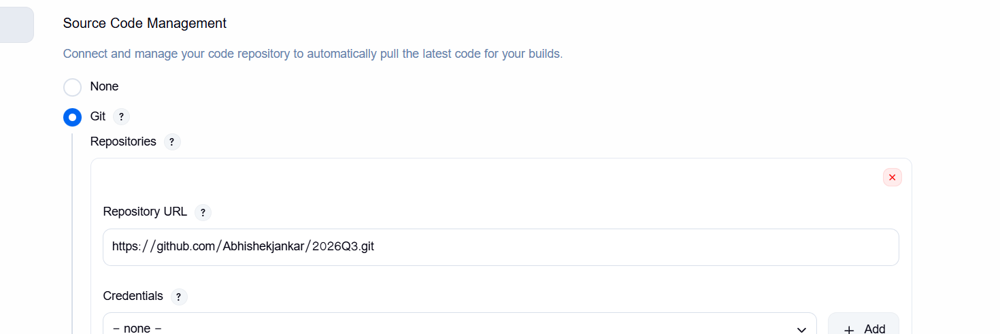 Source Code Management
Connect and manage your code repository to automatically pull the latest code for your builds.
None
Git ?
Repositories ?
✕
Repository URL ?
https://github.com/Abhishekjankar/2026Q3.git
Credentials ?
- none -
+ Add